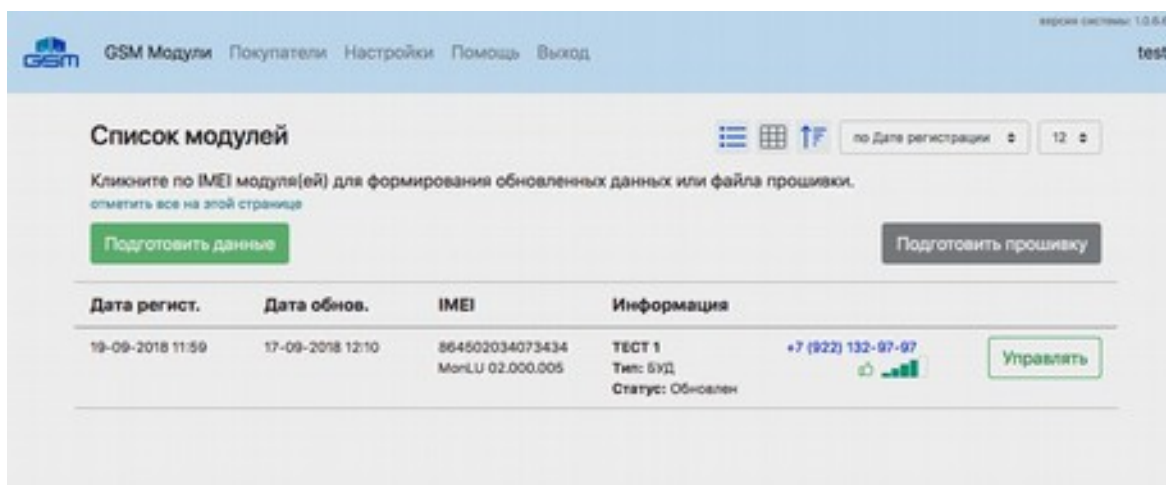 версия системы: 1.0.6.6
GSM
GSM Модули Покупатели Настройки Помощь Выход
test
Список модулей
по Дате регистрации
12
Кликните по IMEI модуля(ей) для формирования обновленных данных или файла прошивки.
отметить все на этой странице
Подготовить данные
Подготовить прошивку
Дата регист. Дата обнов. IMEI Информация
19-09-2018 11:59 17-09-2018 12:10 864502034073434 ТЕСТ 1 +7 (922) 132-97-97
MonLU 02.000.005 Тип: БУД
Управлять
Статус: Обновлен